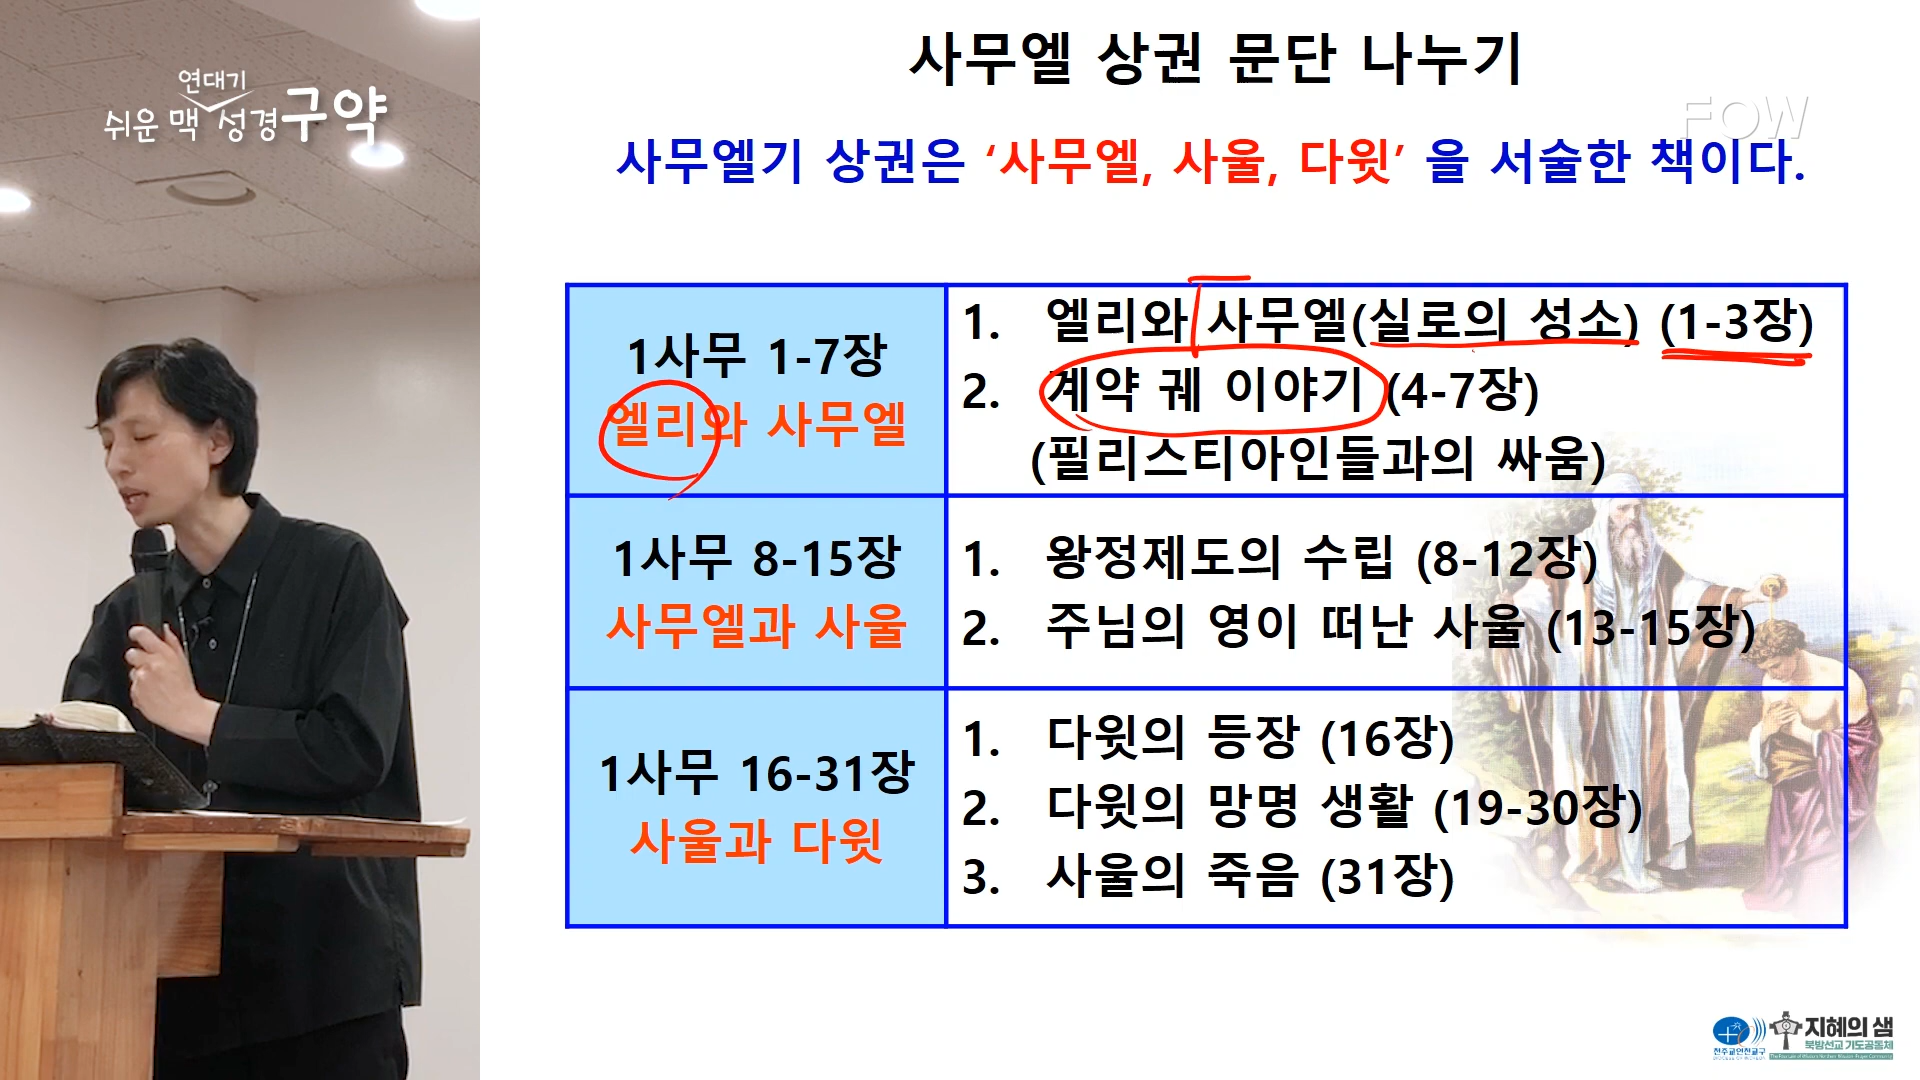 연대기
쉬운 맥 성경 구약
사무엘 상권 문단 나누기
FOW
사무엘기 상권은 ‘사무엘, 사울, 다윗’ 을 서술한 책이다.
1사무 1-7장
엘리와 사무엘
1. 엘리와 사무엘(실로의 성소) (1-3장)
2. 계약 궤 이야기 (4-7장)
(필리스티아인들과의 싸움)
1사무 8-15장
사무엘과 사울
1. 왕정제도의 수립 (8-12장)
2. 주님의 영이 떠난 사울 (13-15장)
1사무 16-31장
사울과 다윗
1. 다윗의 등장 (16장)
2. 다윗의 망명 생활 (19-30장)
3. 사울의 죽음 (31장)
지혜의 샘
북방선교 기도공동체
천주교인천교구